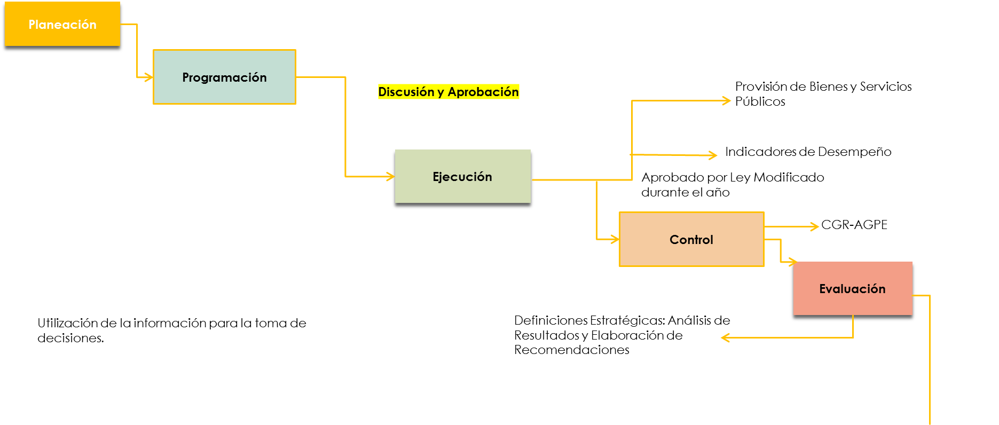 Planeación
Programación
Discusión y Aprobación
Provisión de Bienes y Servicios
Públicos
Indicadores de Desempeño
Ejecución
Aprobado por Ley Modificado
durante el año
CGR-AGPE
Control
Evaluación
Definiciones Estratégicas: Análisis de
Resultados y Elaboración de
Recomendaciones
Utilización de la información para la toma de
decisiones.